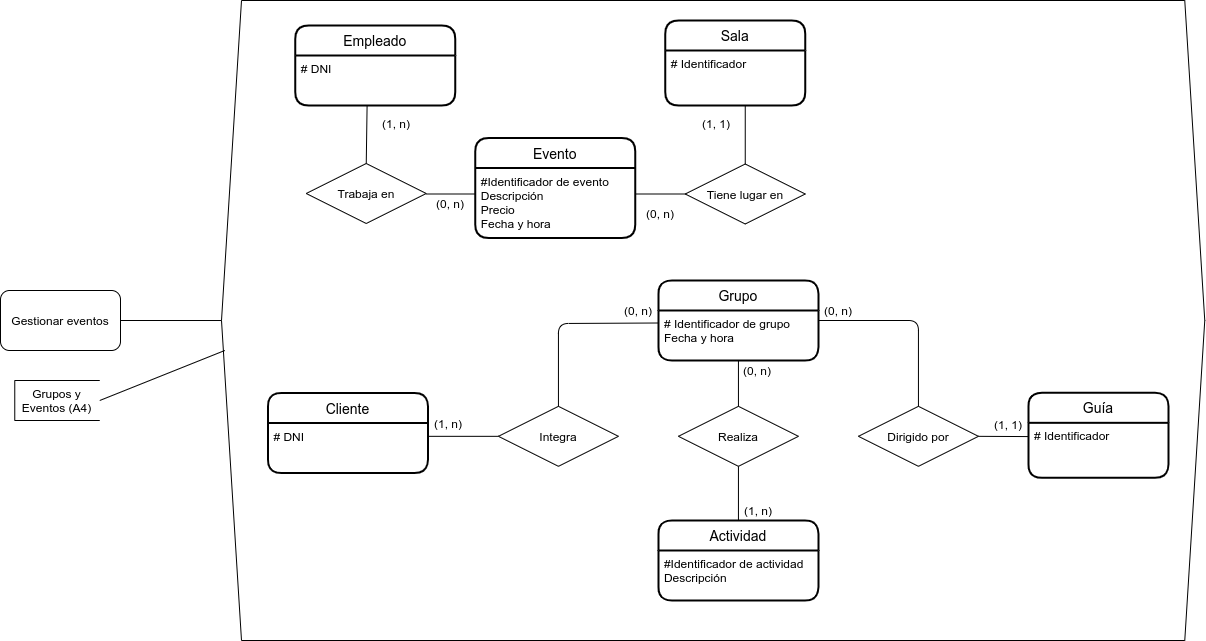 Empleado
# DNI
(1, n)
Trabaja en
(0, n)
Evento
#Identificador de evento
Descripción
Precio
Fecha y hora
Sala
# Identificador
(1, 1)
Tiene lugar en
(0, n)
Gestionar eventos
Grupos y
Eventos (A4)
Grupo
# Identificador de grupo
Fecha y hora
(0, n)
(0, n)
(0, n)
Cliente
# DNI
(1, n)
Integra
Realiza
Dirigido por
(1, 1)
Guía
# Identificador
(1, n)
Actividad
#Identificador de actividad
Descripción